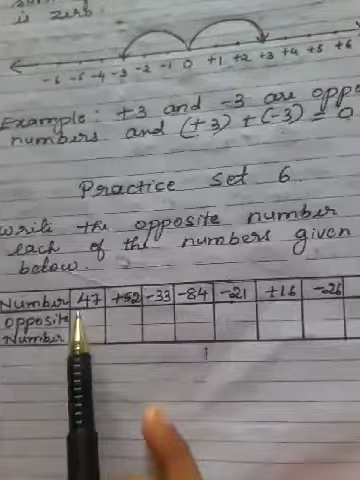 is zero.
-6 -5 -4 -3 -2 -1 0 +1 +2 +3 +4 +5 +6
Example: +3 and -3 are oppo
numbers and (+3) + (-3) = 0
Practice set 6.
write the opposite number
each of the numbers given
below.
Number 47 +52 -33 -84 -21 +16 -26
opposite
Number